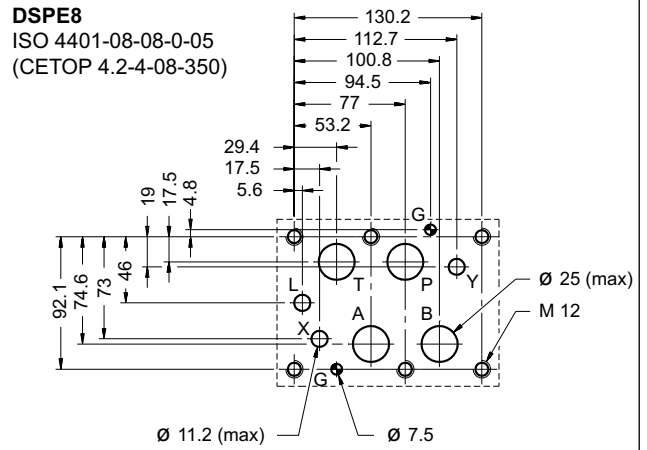 DSPE8
ISO 4401-08-08-0-05
(CETOP 4.2-4-08-350)
130.2
112.7
100.8
94.5
77
53.2
29.4
17.5
5.6
19
17.5
4.8
92.1
74.6
73
46
G
T
P
Y
L
X
A
B
G
Ø 25 (max)
M 12
Ø 11.2 (max)
Ø 7.5